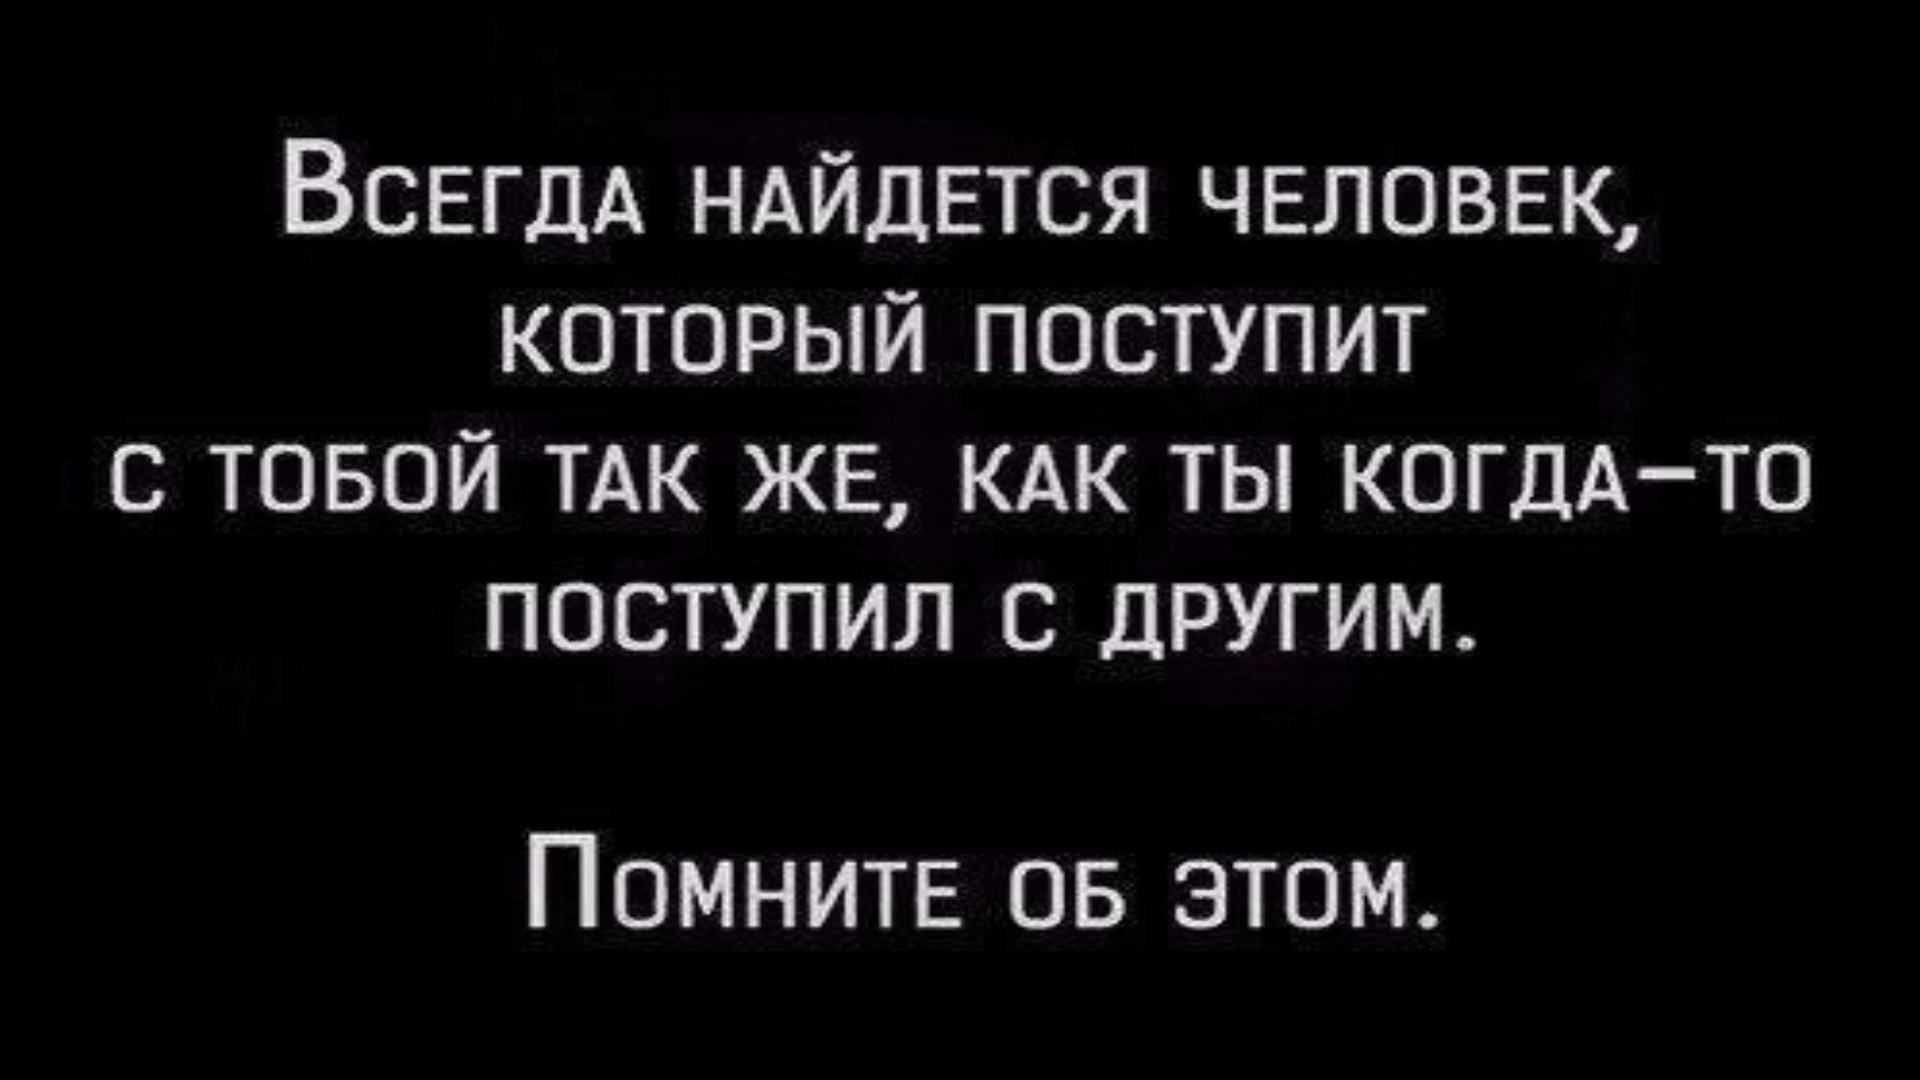 Всегда найдется человек,
который поступит
с тобой так же, как ты когда-то
поступил с другим.
Помните об этом.